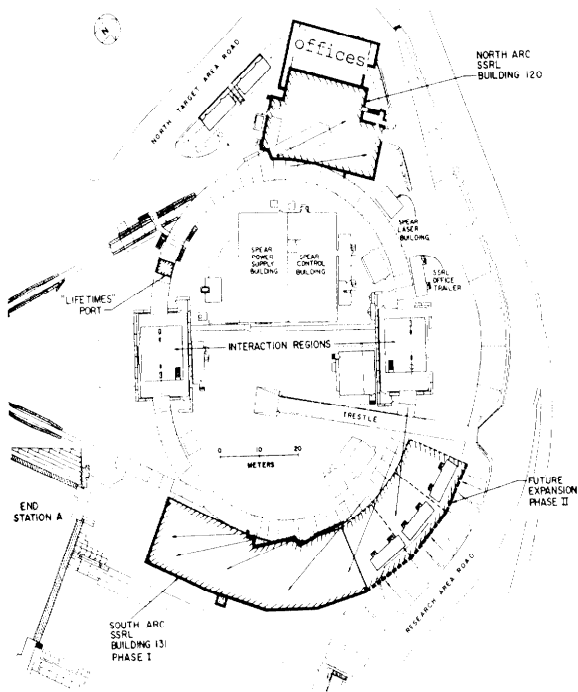 N
offices
NORTH ARC
SSRL
BUILDING 120
NORTH TARGET AREA ROAD
SPEAR
LASER
BUILDING
SPEAR
POWER
SUPPLY
BUILDING
SPEAR
CONTROL
BUILDING
SSRL
OFFICE
TRAILER
"LIFETIMES"
PORT
INTERACTION REGIONS
TRESTLE
0 10 20
METERS
FUTURE
EXPANSION
PHASE II
END
STATION A
RESEARCH AREA ROAD
SOUTH ARC
SSRL
BUILDING 131
PHASE I